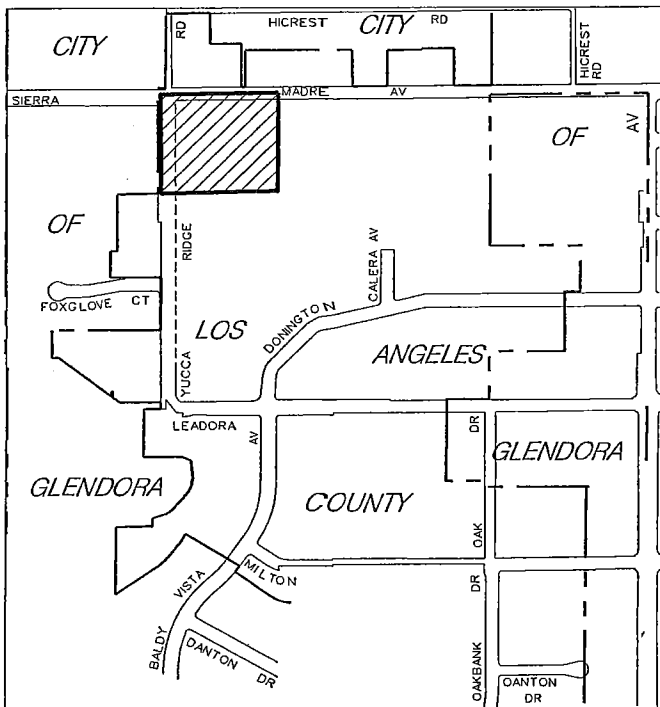 CITY
RD
HICREST
CITY
RD
HICREST
RD
SIERRA
MADRE
AV
OF
AV
OF
RIDGE
CALERA AV
FOXGLOVE CT
LOS
DONINGTON
ANGELES
YUCCA
LEADORA
AV
DR
GLENDORA
GLENDORA
COUNTY
OAK
MILTON
VISTA
DR
BALDY
DANTON
DR
OAKBANK
OANTON
DR